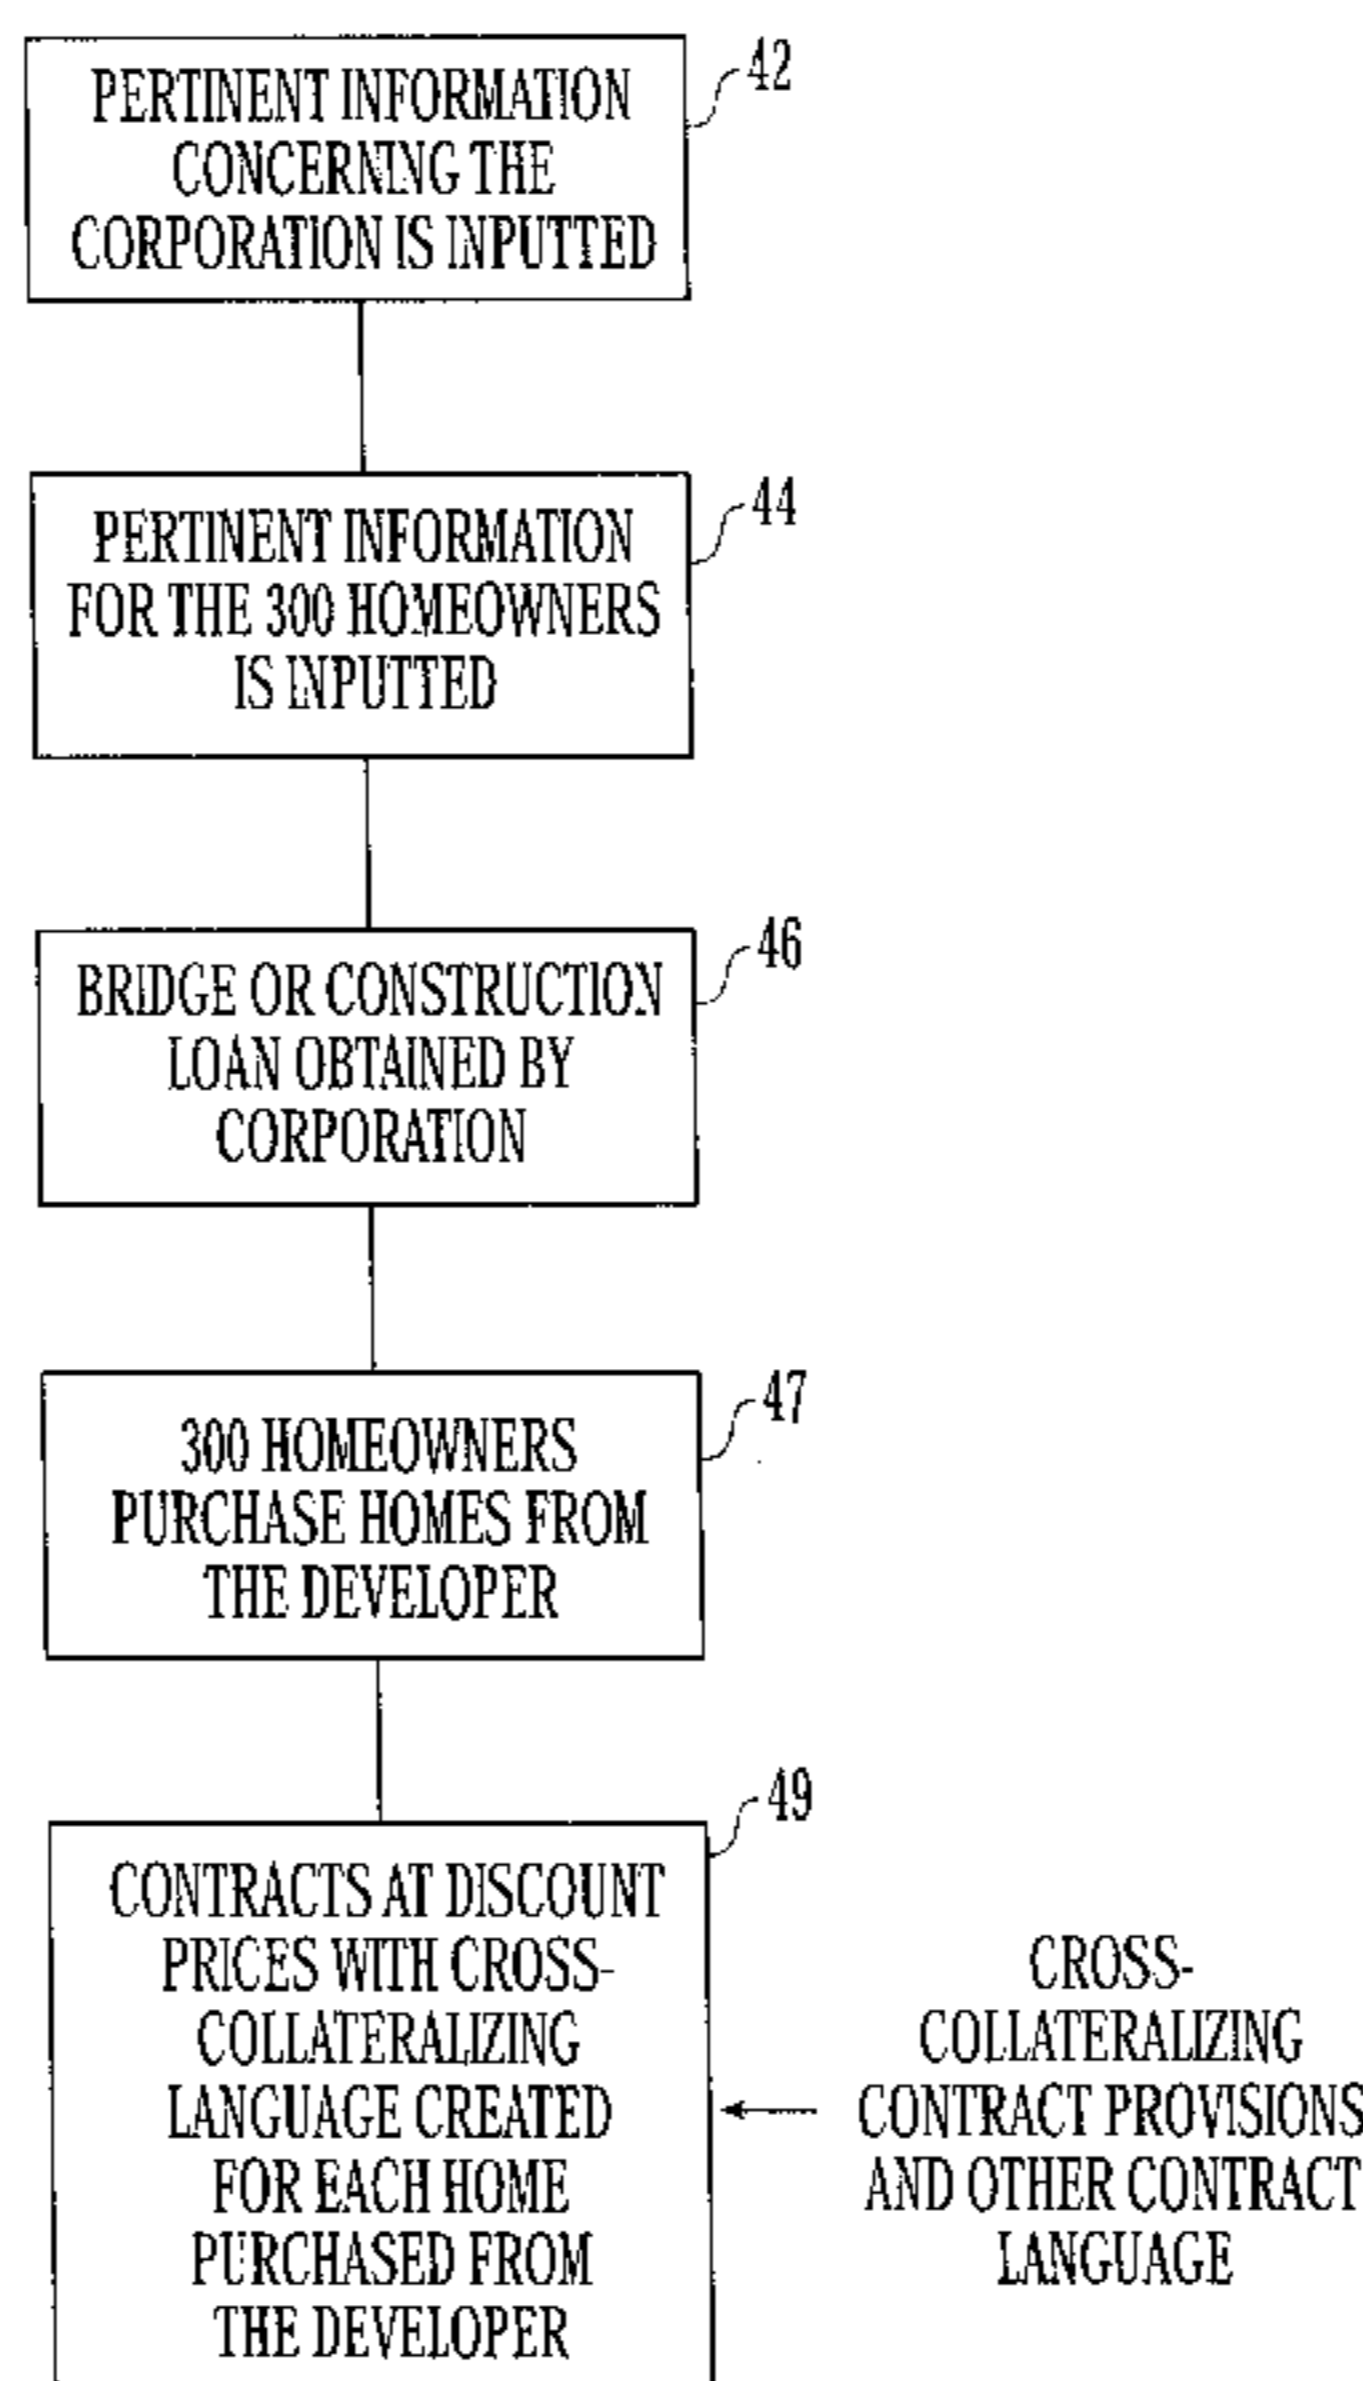 42
PERTINENT INFORMATION
CONCERNING THE
CORPORATION IS INPUTTED
44
PERTINENT INFORMATION
FOR THE 300 HOMEOWNERS
IS INPUTTED
46
BRIDGE OR CONSTRUCTION
LOAN OBTAINED BY
CORPORATION
47
300 HOMEOWNERS
PURCHASE HOMES FROM
THE DEVELOPER
49
CONTRACTS AT DISCOUNT
PRICES WITH CROSS-
COLLATERALIZING
LANGUAGE CREATED
FOR EACH HOME
PURCHASED FROM
THE DEVELOPER
CROSS-
COLLATERALIZING
CONTRACT PROVISIONS
AND OTHER CONTRACT
LANGUAGE